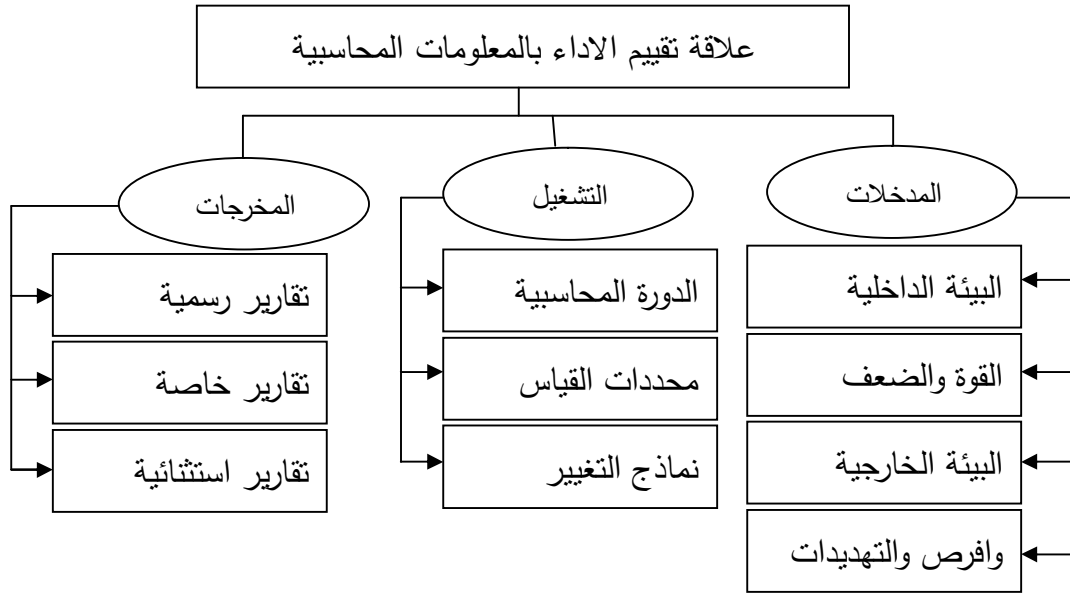 علاقة تقييم الاداء بالمعلومات المحاسبية
المدخلات
التشغيل
المخرجات
البيئة الداخلية
القوة والضعف
البيئة الخارجية
وافرص والتهديدات
الدورة المحاسبية
محددات القياس
نماذج التغيير
تقارير رسمية
تقارير خاصة
تقارير استثنائية